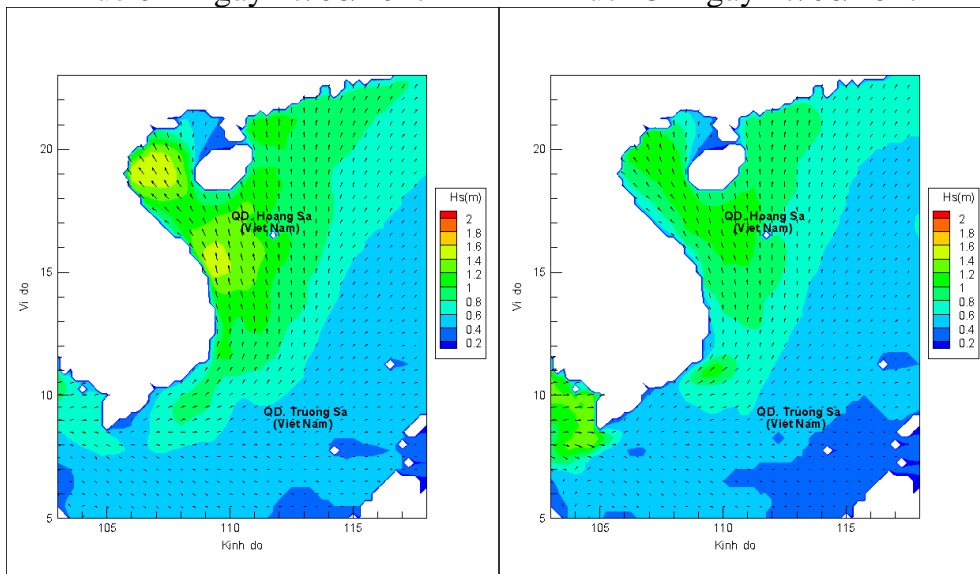 20
15
10
5
Vi do
QD. Hoang Sa
(Viet Nam)
QD. Truong Sa
(Viet Nam)
105 110 115
Kinh do
Hs(m)
2
1.8
1.6
1.4
1.2
1
0.8
0.6
0.4
0.2
20
15
10
5
Vi do
QD. Hoang Sa
(Viet Nam)
QD. Truong Sa
(Viet Nam)
105 110 115
Kinh do
Hs(m)
2
1.8
1.6
1.4
1.2
1
0.8
0.6
0.4
0.2